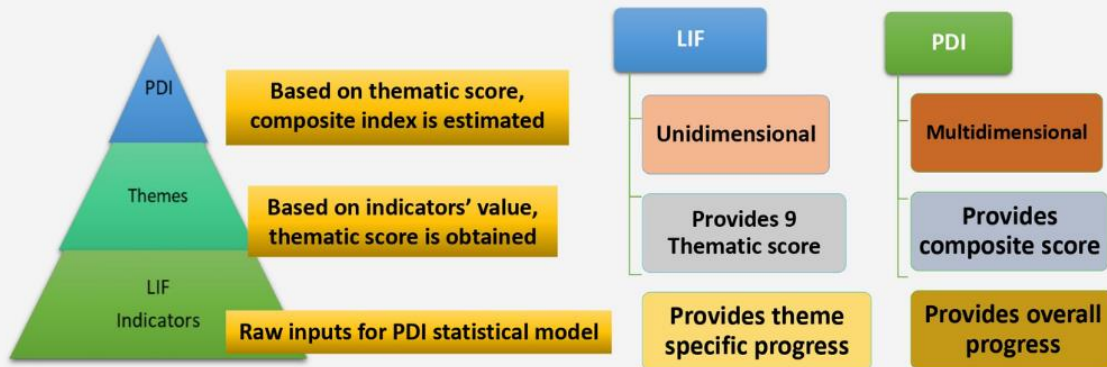 PDI
Based on thematic score,
composite index is estimated
Themes
Based on indicators' value,
thematic score is obtained
LIF
Indicators
Raw inputs for PDI statistical model
LIF
Unidimensional
Provides 9
Thematic score
Provides theme
specific progress
PDI
Multidimensional
Provides
composite score
Provides overall
progress